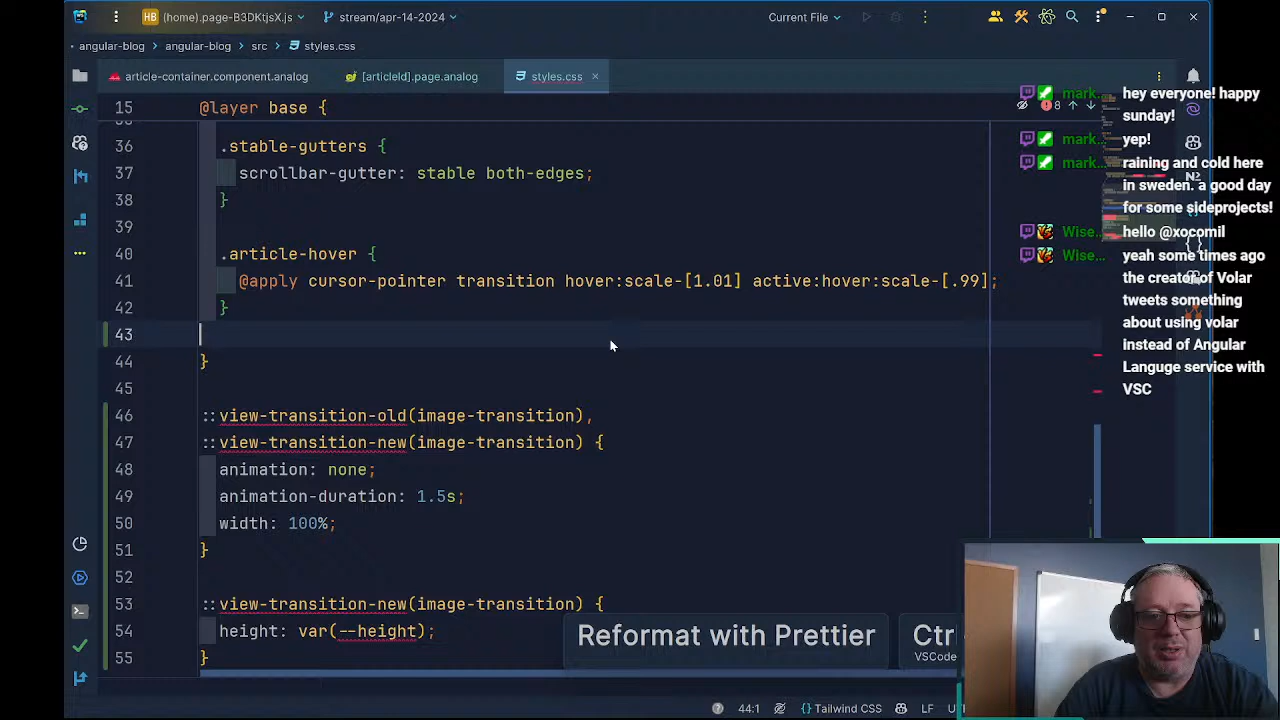 HB (home).page-B3DKtjsX.js
stream/apr-14-2024
Current File
angular-blog
angular-blog
src
styles.css
article-container.component.analog
[articleId].page.analog
styles.css
15 @layer base {
8
36 .stable-gutters {
37 scrollbar-gutter: stable both-edges;
38 }
39
40 .article-hover {
41 @apply cursor-pointer transition hover:scale-[1.01] active:hover:scale-[.99];
42 }
43
44 }
45
46 ::view-transition-old(image-transition),
47 ::view-transition-new(image-transition) {
48 animation: none;
49 animation-duration: 1.5s;
50 width: 100%;
51 }
52
53 ::view-transition-new(image-transition) {
54 height: var(--height);
55 }
mark... hey everyone! happy
sunday!
mark... yep!
mark... raining and cold here
in sweden. a good day
for some sideprojects!
Wise... hello @xocomil
Wise... yeah some times ago
the creator of Volar
tweets something
about using volar
instead of Angular
Languge service with
VSC
Reformat with Prettier
Ctr
VSCode
44:1
Tailwind CSS
LF